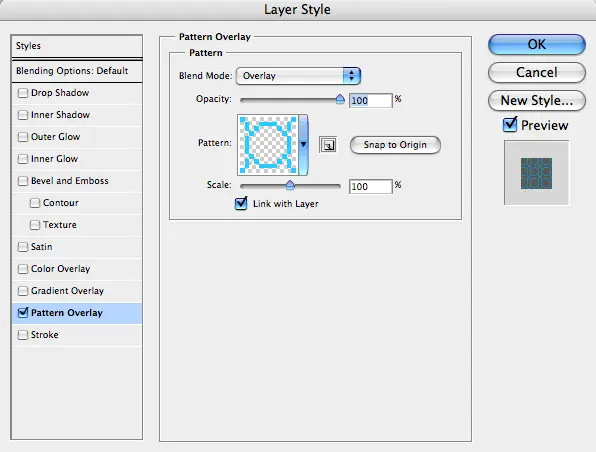 Layer Style
Styles
Blending Options: Default
Drop Shadow
Inner Shadow
Outer Glow
Inner Glow
Bevel and Emboss
Contour
Texture
Satin
Color Overlay
Gradient Overlay
Pattern Overlay
Stroke
Pattern Overlay
Pattern
Blend Mode: Overlay
Opacity: 100 %
Pattern: Snap to Origin
Scale: 100 %
Link with Layer
OK
Cancel
New Style...
Preview